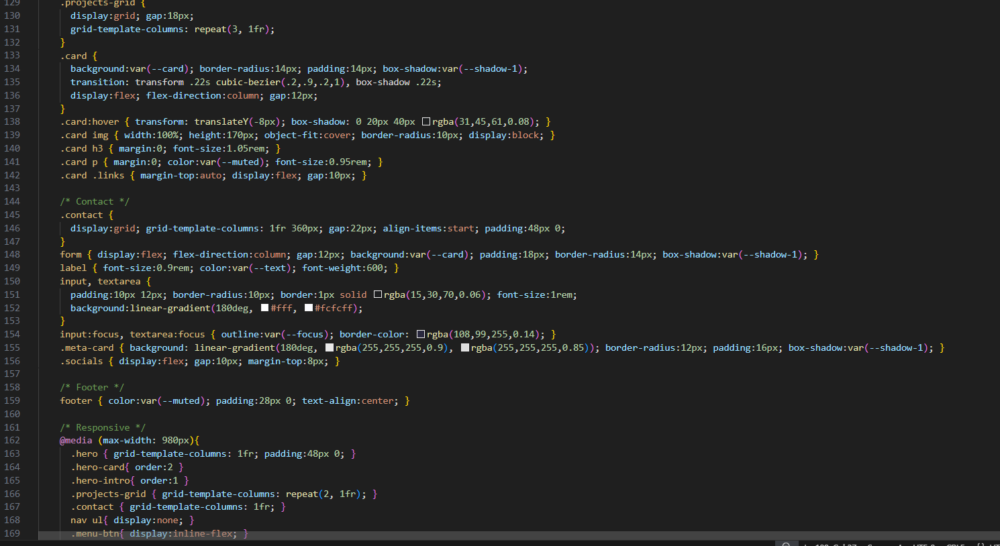 129 .projects-grid {
130 display:grid; gap:18px;
131 grid-template-columns: repeat(3, 1fr);
132 }
133 .card {
134 background:var(--card); border-radius:14px; padding:14px; box-shadow:var(--shadow-1);
135 transition: transform .22s cubic-bezier(.2,.9,.2,1), box-shadow .22s;
136 display:flex; flex-direction:column; gap:12px;
137 }
138 .card:hover { transform: translateY(-8px); box-shadow: 0 20px 40px rgba(31,45,61,0.08); }
139 .card img { width:100%; height:170px; object-fit:cover; border-radius:10px; display:block; }
140 .card h3 { margin:0; font-size:1.05rem; }
141 .card p { margin:0; color:var(--muted); font-size:0.95rem; }
142 .card .links { margin-top:auto; display:flex; gap:10px; }
143
144 /* Contact */
145 .contact {
146 display:grid; grid-template-columns: 1fr 360px; gap:22px; align-items:start; padding:48px 0;
147 }
148 form { display:flex; flex-direction:column; gap:12px; background:var(--card); padding:18px; border-radius:14px; box-shadow:var(--shadow-1); }
149 label { font-size:0.9rem; color:var(--text); font-weight:600; }
150 input, textarea {
151 padding:10px 12px; border-radius:10px; border:1px solid rgba(15,30,70,0.06); font-size:1rem;
152 background:linear-gradient(180deg, #fff, #fcfcff);
153 }
154 input:focus, textarea:focus { outline:var(--focus); border-color: rgba(108,99,255,0.14); }
155 .meta-card { background: linear-gradient(180deg, rgba(255,255,255,0.9), rgba(255,255,255,0.85)); border-radius:12px; padding:16px; box-shadow:var(--shadow-1); }
156 .socials { display:flex; gap:10px; margin-top:8px; }
157
158 /* Footer */
159 footer { color:var(--muted); padding:28px 0; text-align:center; }
160
161 /* Responsive */
162 @media (max-width: 980px){
163 .hero { grid-template-columns: 1fr; padding:48px 0; }
164 .hero-card{ order:2 }
165 .hero-intro{ order:1 }
166 .projects-grid { grid-template-columns: repeat(2, 1fr); }
167 .contact { grid-template-columns: 1fr; }
168 nav ul{ display:none; }
169 .menu-btn{ display:inline-flex; }